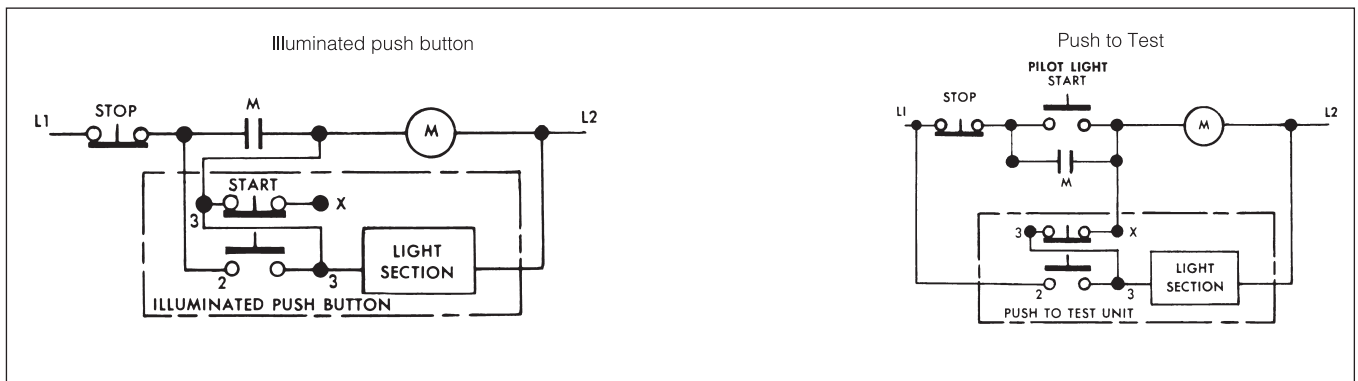 Illuminated push button
L1
STOP
M
M
L2
START
3
X
2
3
LIGHT
SECTION
ILLUMINATED PUSH BUTTON
Push to Test
PILOT LIGHT
START
L1
STOP
M
L2
M
3
X
2
3
LIGHT
SECTION
PUSH TO TEST UNIT